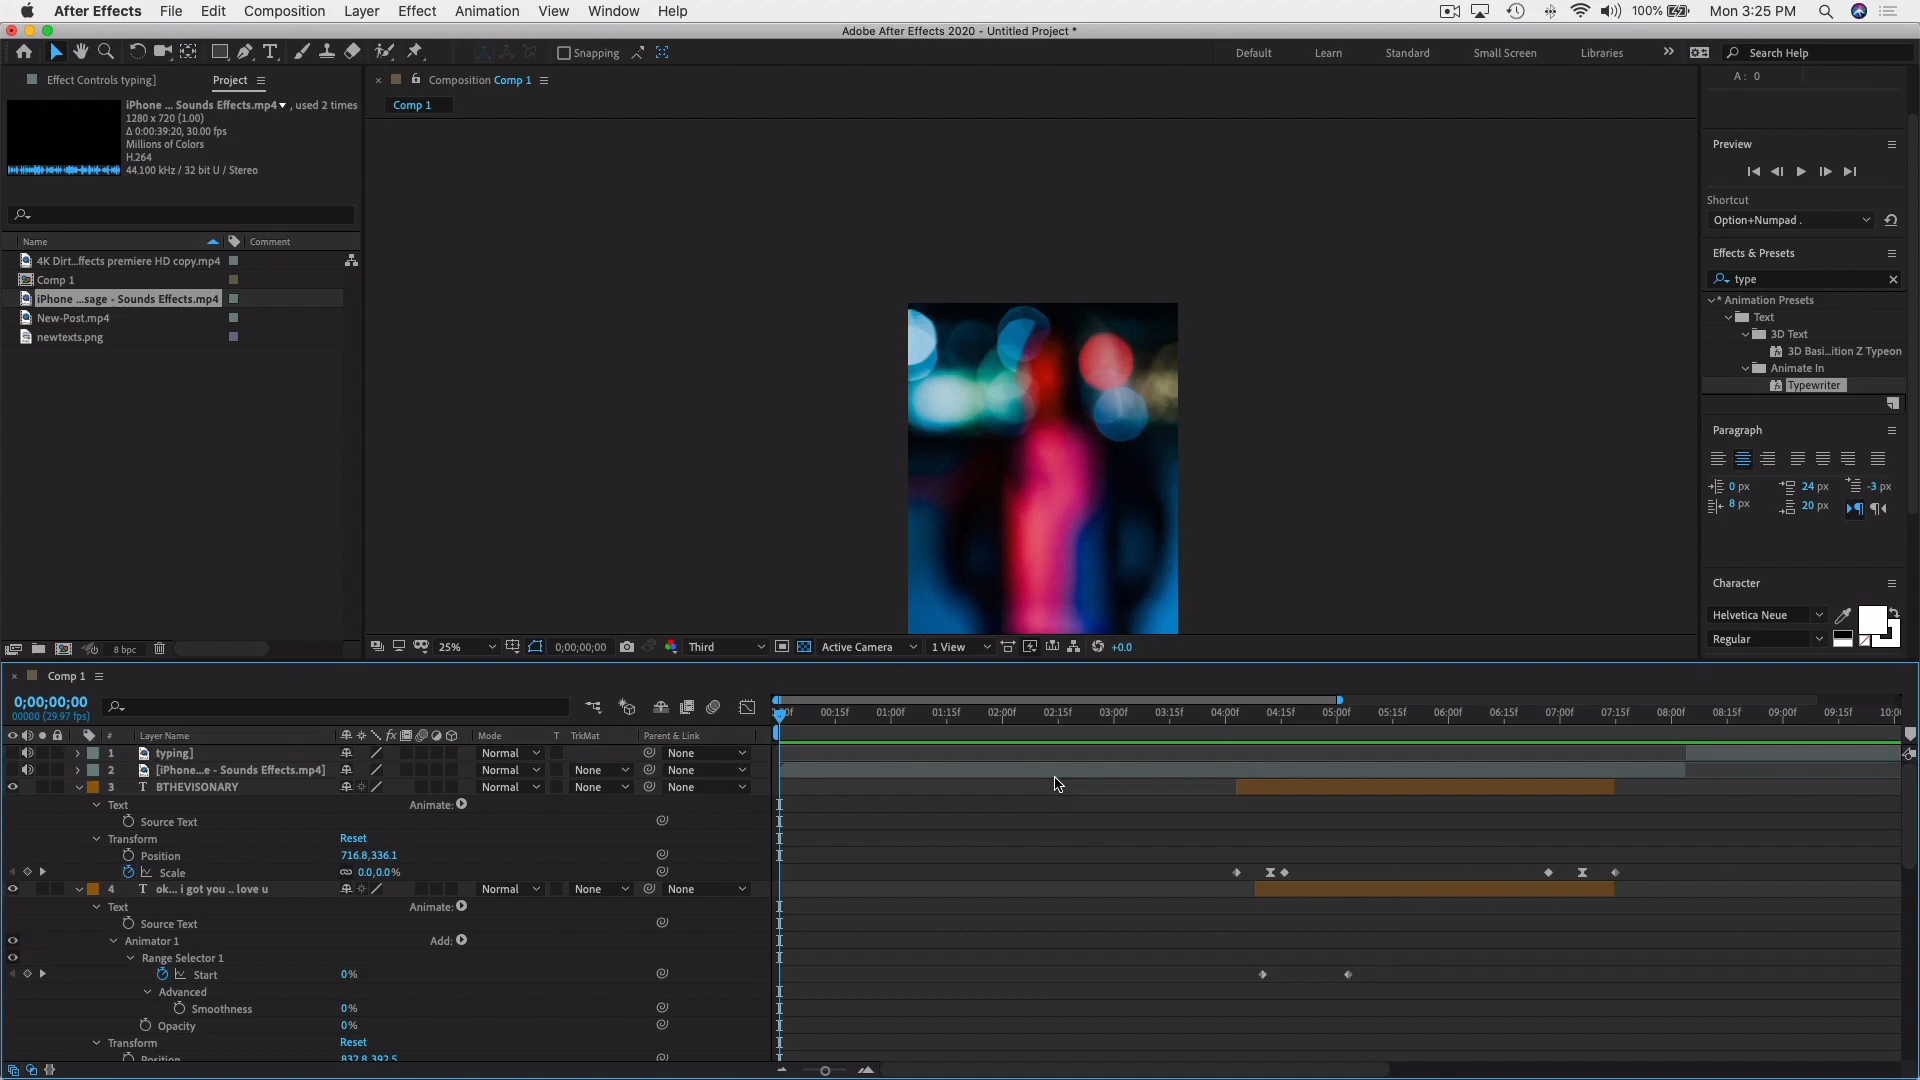 After Effects File Edit Composition Layer Effect Animation View Window Help 100% Mon 3:25 PM
Adobe After Effects 2020 - Untitled Project *
Snapping Default Learn Standard Small Screen Libraries >> Search Help
Effect Controls typing] Project Composition Comp 1 A: 0
iPhone ... Sounds Effects.mp4 , used 2 times
1280 x 720 (1.00)
Δ 0:00:39:20, 30.00 fps
Millions of Colors
H.264
44.100 kHz / 32 bit U / Stereo
Comp 1
Name Comment
4K Dirt...ffects premiere HD copy.mp4
Comp 1
iPhone ...sage - Sounds Effects.mp4
New-Post.mp4
newtexts.png
8 bpc
25% 0;00;00;00 Third Active Camera 1 View +0.0
Preview
Shortcut
Option+Numpad .
Effects & Presets
type
* Animation Presets
Text
3D Text
3D Basi...ition Z Typeon
Animate In
Typewriter
Paragraph
0 px 24 px -3 px
8 px 20 px
Character
Helvetica Neue
Regular
Comp 1
0;00;00;00
00000 (29.97 fps)
00:15f 01:00f 01:15f 02:00f 02:15f 03:00f 03:15f 04:00f 04:15f 05:00f 05:15f 06:00f 06:15f 07:00f 07:15f 08:00f 08:15f 09:00f 09:15f
# Layer Name fx Mode T TrkMat Parent & Link
1 typing] Normal None
2 [iPhone...e - Sounds Effects.mp4] Normal None None
3 T BTHEVISONARY Normal None None
Text Animate:
Source Text
Transform Reset
Position 716.8,336.1
Scale 0.0,0.0%
4 T ok... i got you .. love u Normal None None
Text Animate:
Source Text
Animator 1 Add:
Range Selector 1
Start 0%
Advanced
Smoothness 0%
Opacity 0%
Transform Reset
Position 832.8,392.5